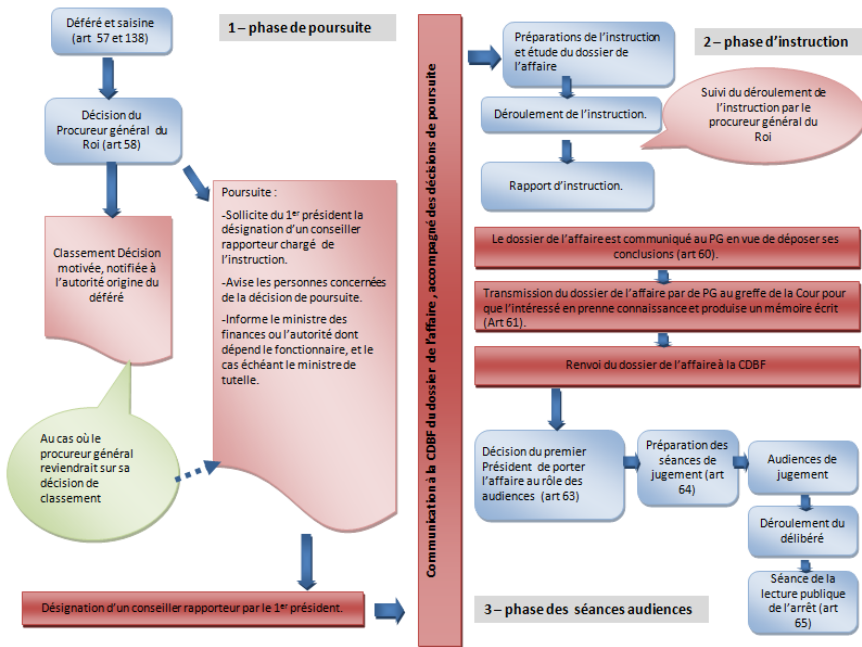 Déféré et saisine
(art 57 et 138)
1 – phase de poursuite
Décision du
Procureur général du
Roi (art 58)
Classement Décision
motivée, notifiée à
l’autorité origine du
déféré
Poursuite :
-Sollicite du 1er président la
désignation d’un conseiller
rapporteur chargé de
l’instruction.
-Avise les personnes concernées
de la décision de poursuite.
-Informe le ministre des
finances ou l’autorité dont
dépend le fonctionnaire, et le
cas échéant le ministre de
tutelle.
Au cas où le
procureur général
reviendrait sur sa
décision de
classement
Désignation d’un conseiller rapporteur par le 1er président.
Communication à la CDBF du dossier de l’affaire , accompagné des décisions de poursuite
2 – phase d’instruction
Préparations de l’instruction
et étude du dossier de
l’affaire
Déroulement de l’instruction.
Suivi du déroulement de
l’instruction par le
procureur général du
Roi
Rapport d’instruction.
Le dossier de l’affaire est communiqué au PG en vue de déposer ses
conclusions (art 60).
Transmission du dossier de l’affaire par de PG au greffe de la Cour pour
que l’intéressé en prenne connaissance et produise un mémoire écrit
(Art 61).
Renvoi du dossier de l’affaire à la CDBF
Décision du premier
Président de porter
l’affaire au rôle des
audiences (art 63)
Préparation des
séances de
jugement (art
64)
Audiences de
jugement
Déroulement du
délibéré
Séance de la
lecture publique
de l’arrêt (art
65)
3 – phase des séances audiences